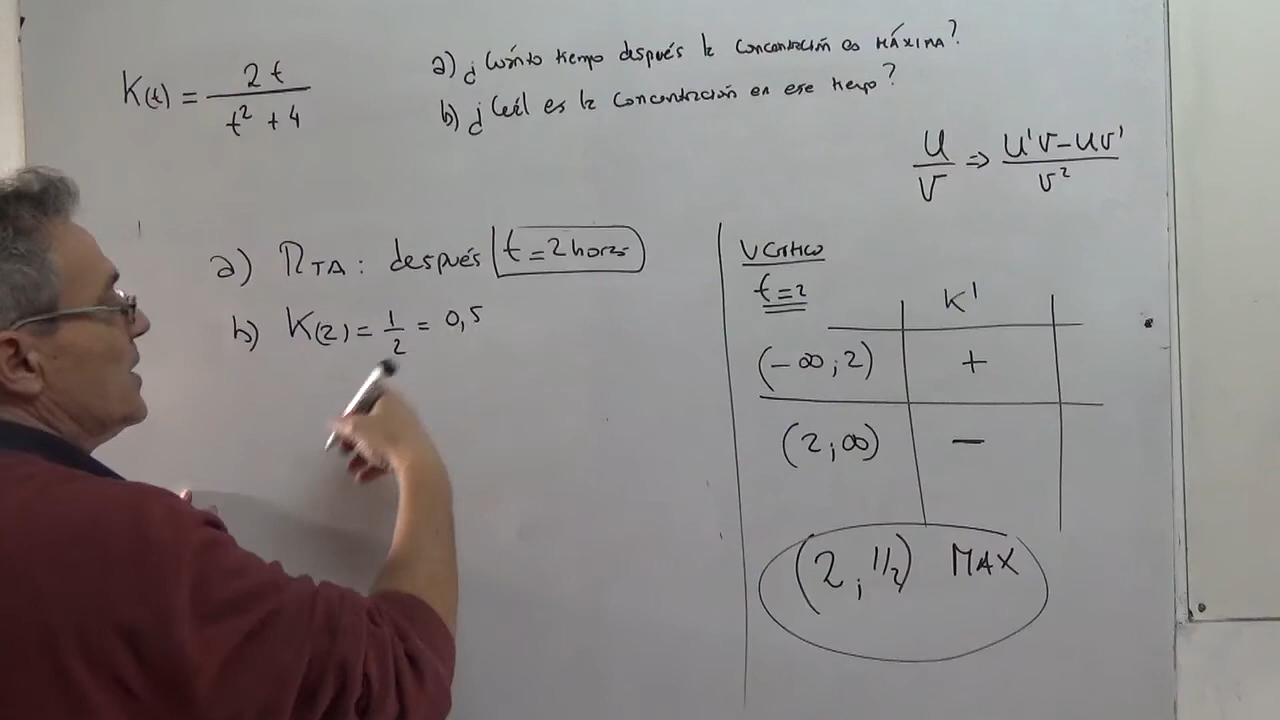 K(t) = 2t / t² + 4
a) ¿Cuánto tiempo después la concentración es MÁXIMA?
b) ¿Cuál es la concentración en ese tiempo?
u / v ⇒ u'v - uv' / v²
a) RTA: después t = 2 horas
b) K(2) = 1/2 = 0,5
V Crítico
t = 2
K'
(-∞; 2) +
(2; ∞) −
(2; 1/2) MAX